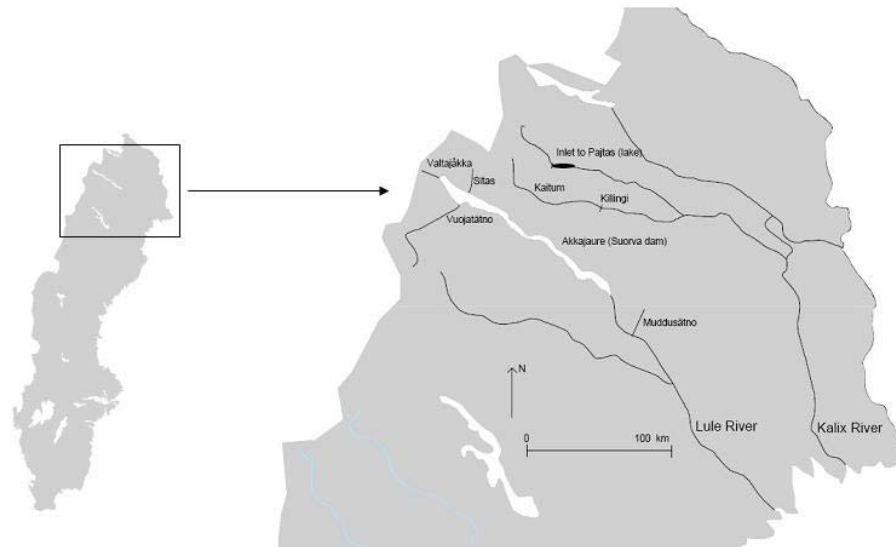 Inlet to Pajtas (lake)
Valtajåkka
Sitas
Kaitum
Killingi
Vuojatätno
Akkajaure (Suorva dam)
Muddusätno
N
Lule River
Kalix River
0 100 km